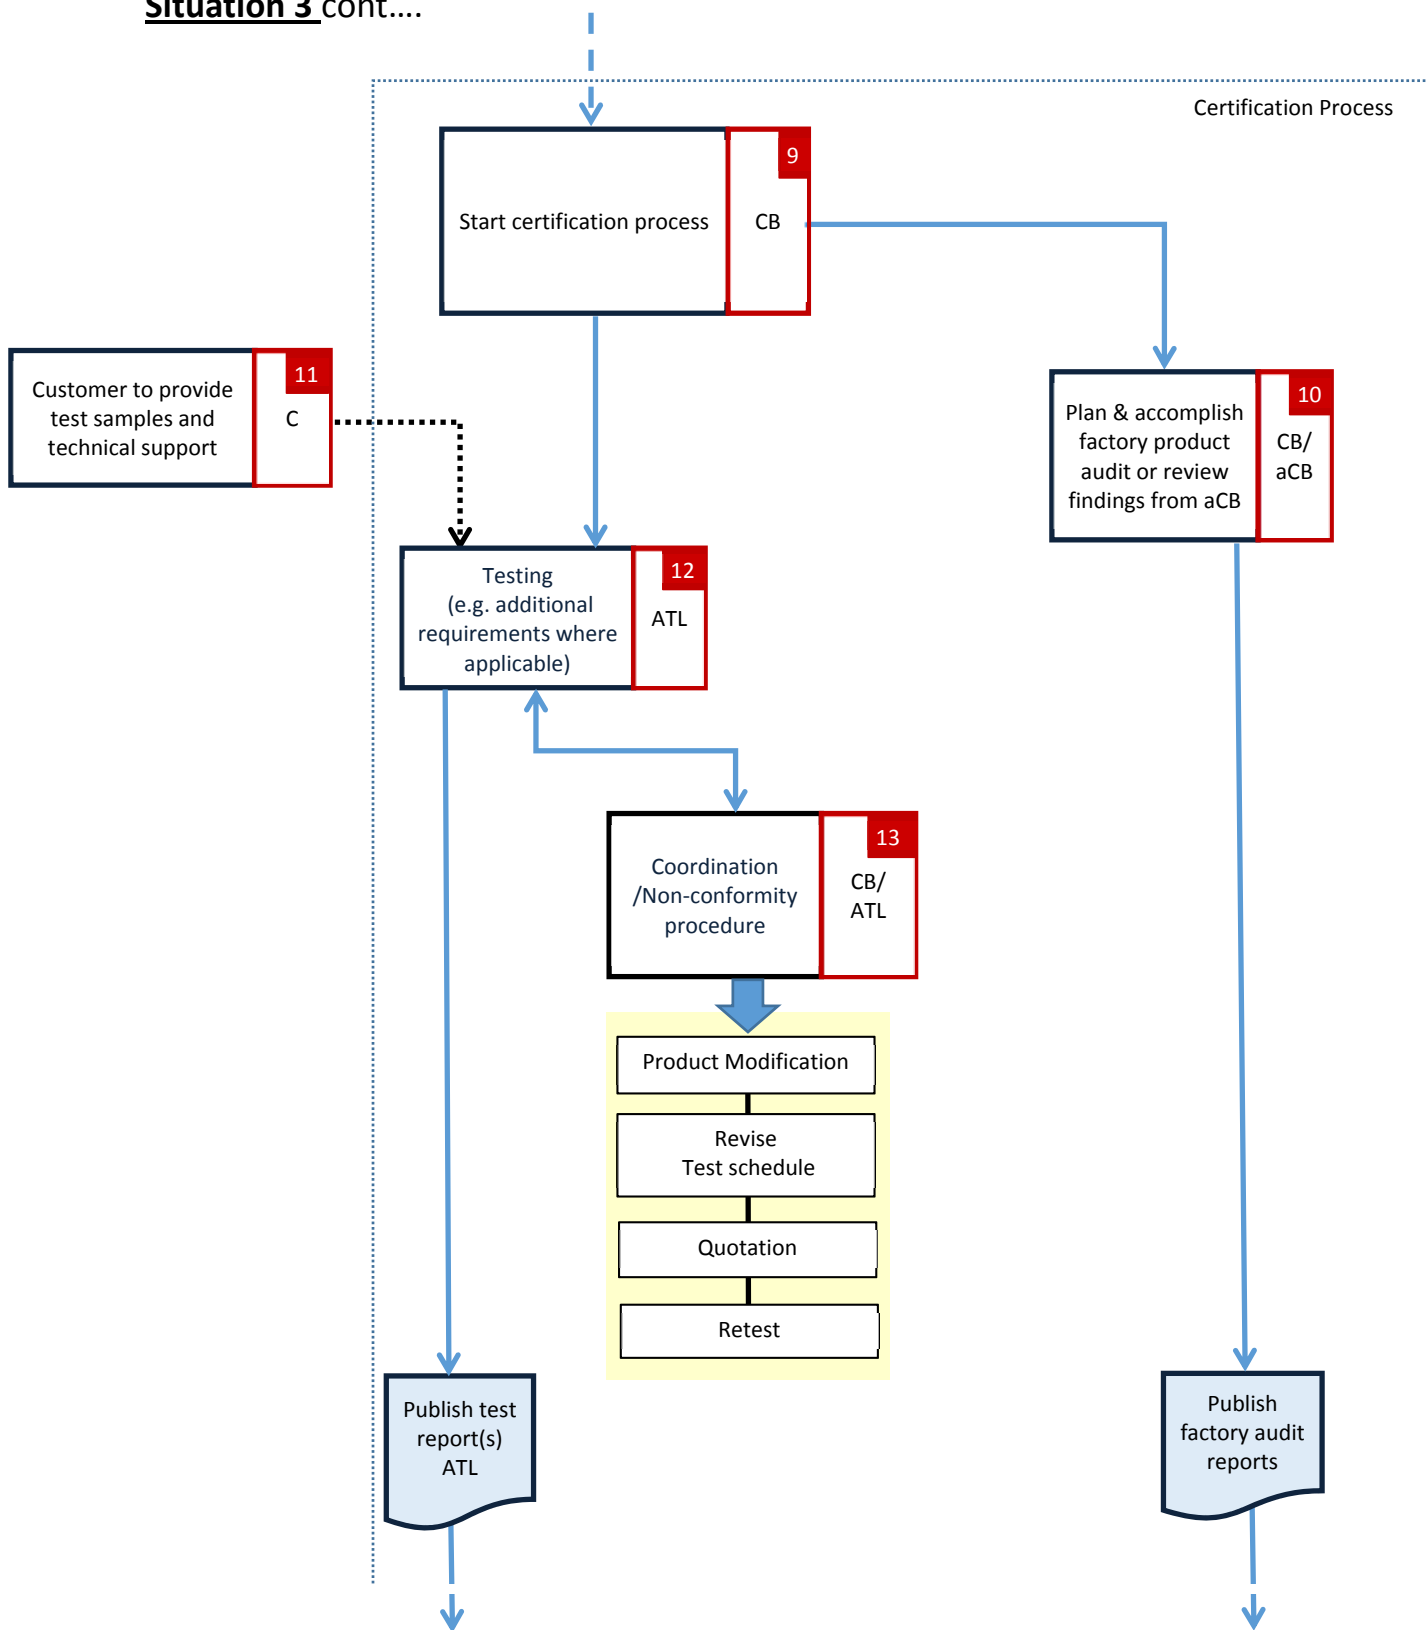 Situation 3 cont....
Certification Process
Start certification process
9
CB
Customer to provide
test samples and
technical support
11
C
Plan & accomplish
factory product
audit or review
findings from aCB
10
CB/
aCB
Testing
(e.g. additional
requirements where
applicable)
12
ATL
Coordination
/Non-conformity
procedure
13
CB/
ATL
Product Modification
Revise
Test schedule
Quotation
Retest
Publish test
report(s)
ATL
Publish
factory audit
reports